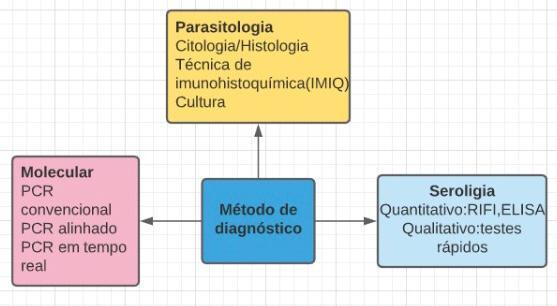 Parasitologia
Citologia/Histologia
Técnica de
imunohistoquímica(IMIQ)
Cultura
Molecular
PCR
convencional
PCR alinhado
PCR em tempo
real
Método de
diagnóstico
Seroligia
Quantitativo:RIFI,ELISA
Qualitativo:testes
rápidos